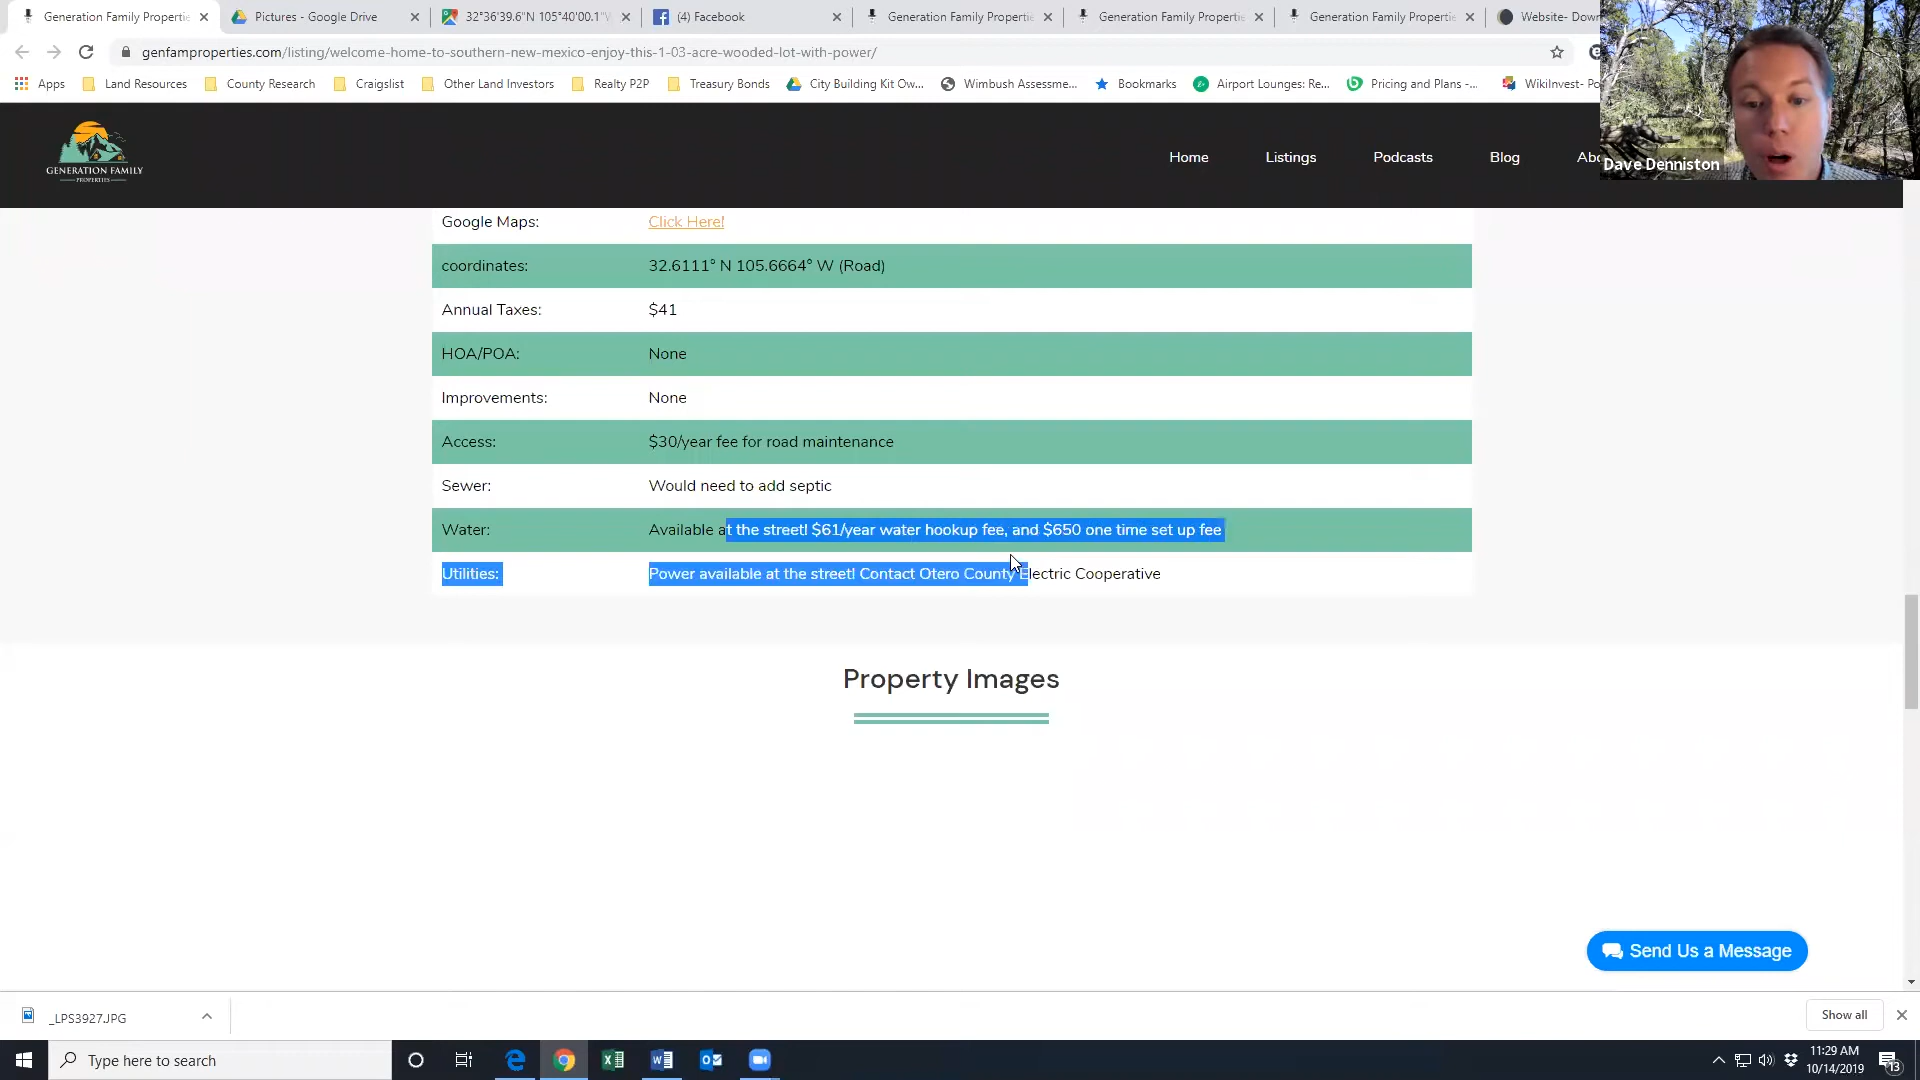 Generation Family Propertie
Pictures - Google Drive
32°36'39.6"N 105°40'00.1"
(4) Facebook
Generation Family Propertie
Generation Family Propertie
Generation Family Propertie
Website- Dow
genfamproperties.com/listing/welcome-home-to-southern-new-mexico-enjoy-this-1-03-acre-wooded-lot-with-power/
Apps
Land Resources
County Research
Craigslist
Other Land Investors
Realty P2P
Treasury Bonds
City Building Kit Ow...
Wimbush Assessme...
Bookmarks
Airport Lounges: Re...
Pricing and Plans -...
WikiInvest- Po
GENERATION FAMILY
PROPERTIES
Home
Listings
Podcasts
Blog
Abo
Dave Denniston
Google Maps: Click Here!
coordinates: 32.6111° N 105.6664° W (Road)
Annual Taxes: $41
HOA/POA: None
Improvements: None
Access: $30/year fee for road maintenance
Sewer: Would need to add septic
Water: Available at the street! $61/year water hookup fee, and $650 one time set up fee
Utilities: Power available at the street! Contact Otero County Electric Cooperative
Property Images
Send Us a Message
_LPS3927.JPG
Show all
Type here to search
11:29 AM
10/14/2019
13